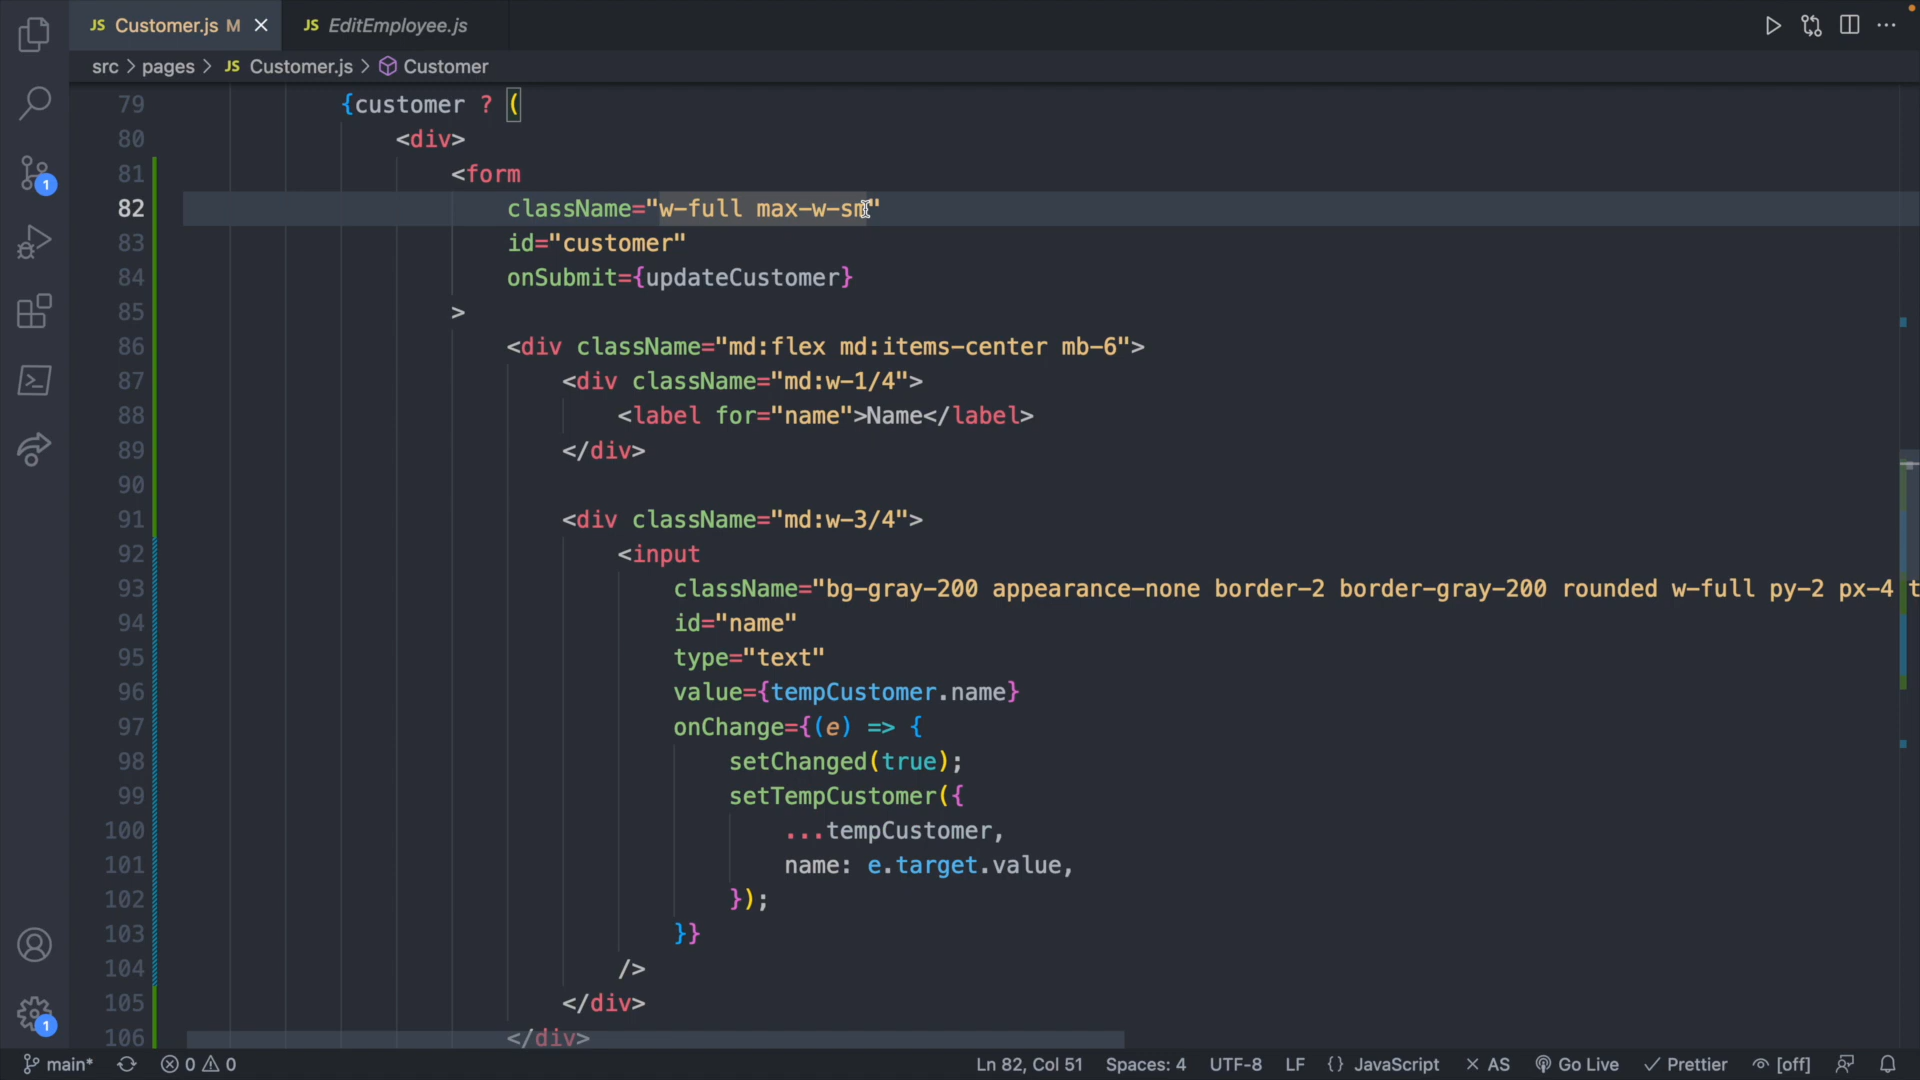 JS Customer.js M × JS EditEmployee.js
src > pages > JS Customer.js > Customer
79 {customer ? (
80 <div>
81 <form
82 className="w-full max-w-sm"
83 id="customer"
84 onSubmit={updateCustomer}
85 >
86 <div className="md:flex md:items-center mb-6">
87 <div className="md:w-1/4">
88 <label for="name">Name</label>
89 </div>
90
91 <div className="md:w-3/4">
92 <input
93 className="bg-gray-200 appearance-none border-2 border-gray-200 rounded w-full py-2 px-4 t
94 id="name"
95 type="text"
96 value={tempCustomer.name}
97 onChange={(e) => {
98 setChanged(true);
99 setTempCustomer({
100 ...tempCustomer,
101 name: e.target.value,
102 });
103 }}
104 />
105 </div>
106 </div>
1
1
main* 0 0 Ln 82, Col 51 Spaces: 4 UTF-8 LF {} JavaScript × AS Go Live ✓ Prettier [off]